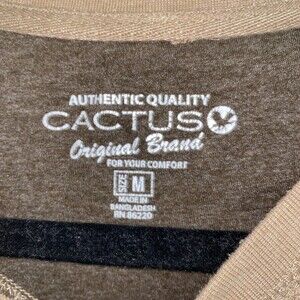 AUTHENTIC QUALITY
CACTUS
Original Brand
FOR YOUR COMFORT
SIZE M
MADE IN
BANGLADESH
RN 86220